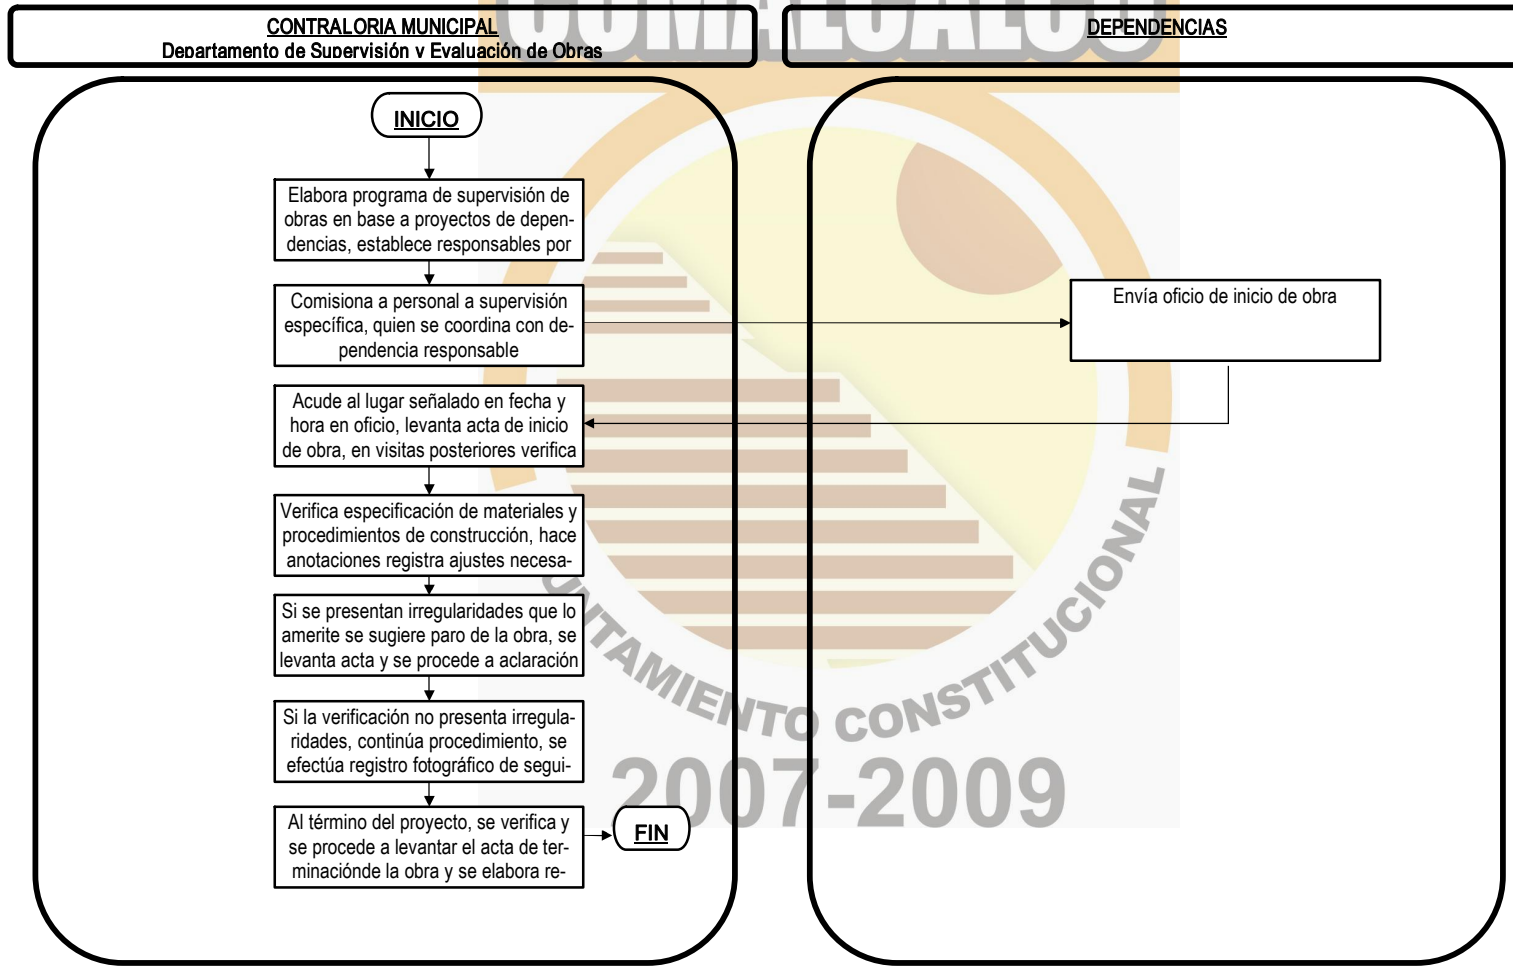 COMALCALCO
CONTRALORIA MUNICIPAL
Departamento de Supervisión y Evaluación de Obras
DEPENDENCIAS
INICIO
Elabora programa de supervisión de
obras en base a proyectos de depen-
dencias, establece responsables por
Comisiona a personal a supervisión
específica, quien se coordina con de-
pendencia responsable
Envía oficio de inicio de obra
Acude al lugar señalado en fecha y
hora en oficio, levanta acta de inicio
de obra, en visitas posteriores verifica
Verifica especificación de materiales y
procedimientos de construcción, hace
anotaciones registra ajustes necesa-
Si se presentan irregularidades que lo
amerite se sugiere paro de la obra, se
levanta acta y se procede a aclaración
Si la verificación no presenta irregula-
ridades, continúa procedimiento, se
efectúa registro fotográfico de segui-
Al término del proyecto, se verifica y
se procede a levantar el acta de ter-
minaciónde la obra y se elabora re-
FIN
UNTAMIENTO CONSTITUCIONAL
2007-2009